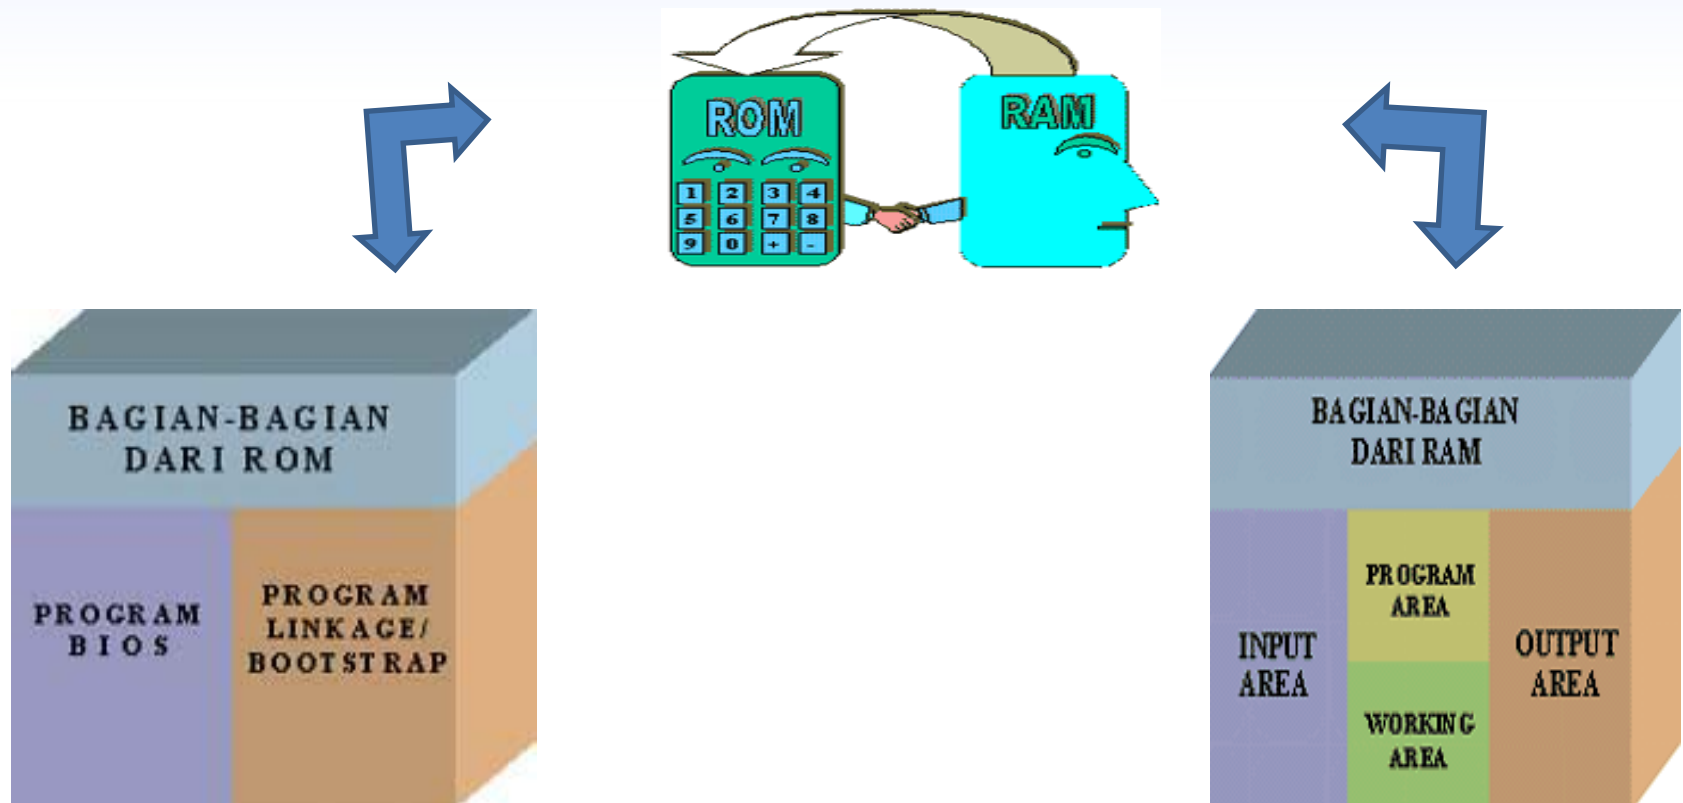 ROM
RAM
1 2 3 4
5 6 7 8
9 0 + -
BAGIAN-BAGIAN
DARI ROM
PROGRAM
BIOS
PROGRAM
LINKAGE/
BOOTSTRAP
BAGIAN-BAGIAN
DARI RAM
INPUT
AREA
PROGRAM
AREA
WORKING
AREA
OUTPUT
AREA